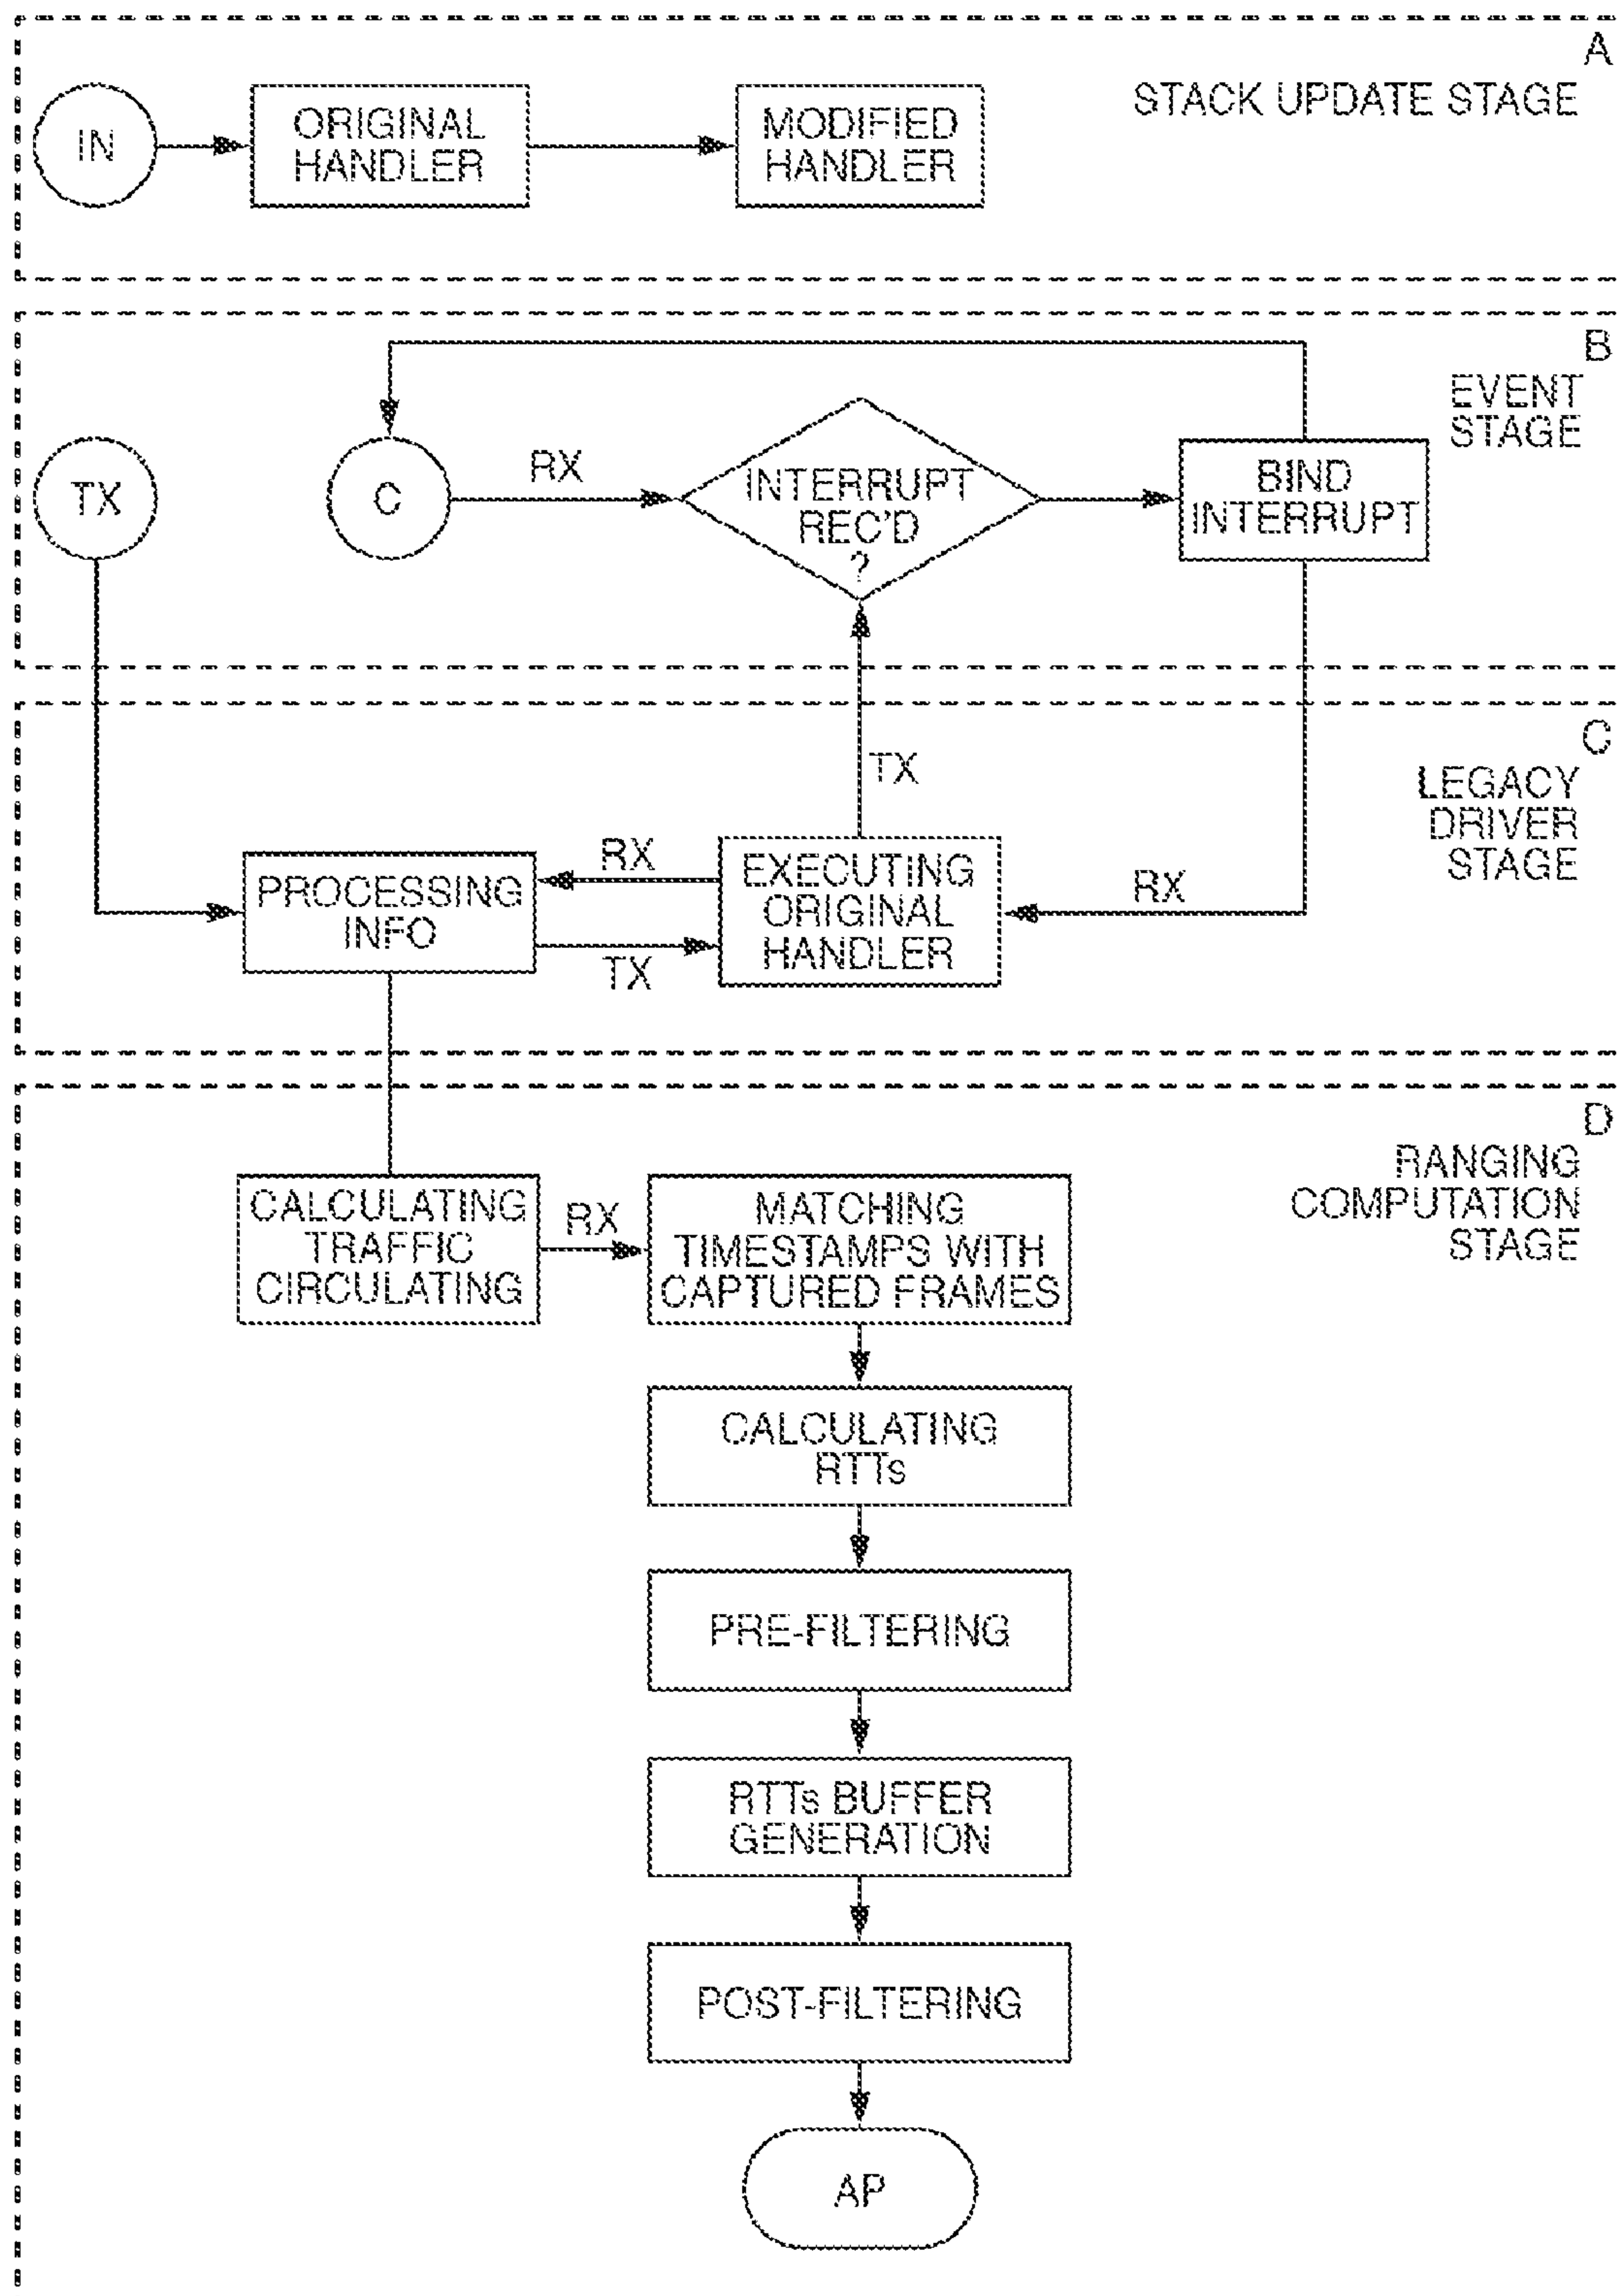 A
STACK UPDATE STAGE
IN
ORIGINAL
HANDLER
MODIFIED
HANDLER
B
EVENT
STAGE
TX
C
RX
INTERRUPT
REC'D
?
BIND
INTERRUPT
C
LEGACY
DRIVER
STAGE
TX
PROCESSING
INFO
RX
TX
EXECUTING
ORIGINAL
HANDLER
RX
D
RANGING
COMPUTATION
STAGE
CALCULATING
TRAFFIC
CIRCULATING
RX
MATCHING
TIMESTAMPS WITH
CAPTURED FRAMES
CALCULATING
RTTs
PRE-FILTERING
RTTs BUFFER
GENERATION
POST-FILTERING
AP